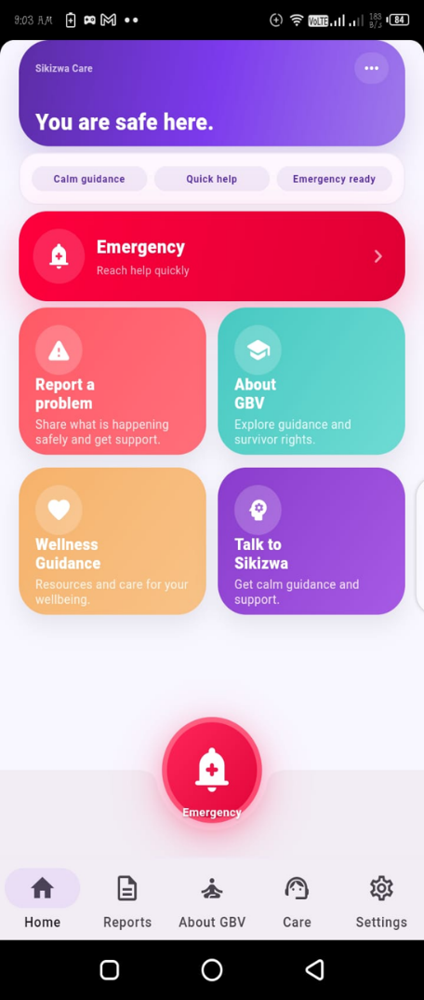 9:03 AM
VoLTE
183
B/s
84
Sikizwa Care
You are safe here.
Calm guidance
Quick help
Emergency ready
Emergency
Reach help quickly
Report a
problem
Share what is happening
safely and get support.
About
GBV
Explore guidance and
survivor rights.
Wellness
Guidance
Resources and care for your
wellbeing.
Talk to
Sikizwa
Get calm guidance and
support.
Emergency
Home
Reports
About GBV
Care
Settings